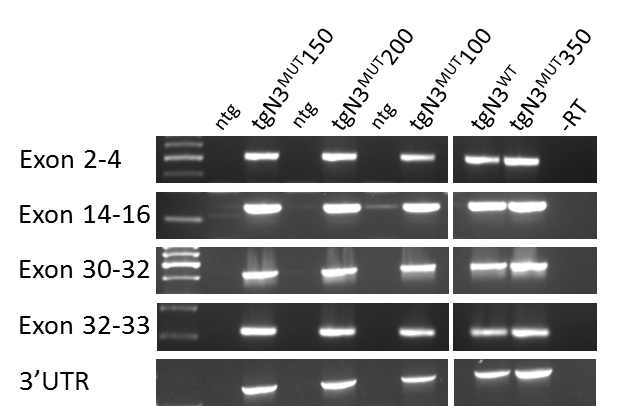 ntg tgN3MUT150 ntg tgN3MUT200 ntg tgN3MUT100 tgN3WT tgN3MUT350 -RT
Exon 2-4
Exon 14-16
Exon 30-32
Exon 32-33
3’UTR